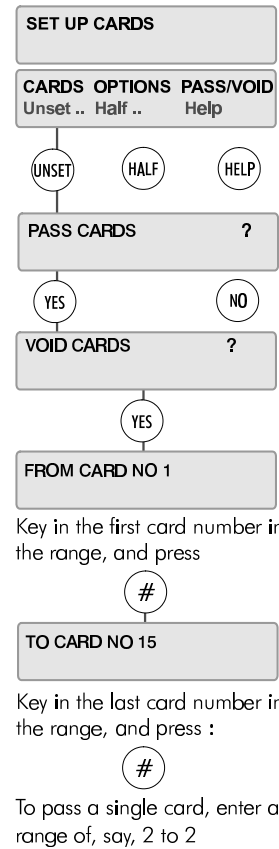 SET UP CARDS
CARDS OPTIONS PASS/VOID
Unset .. Half .. Help
UNSET HALF HELP
PASS CARDS ?
YES NO
VOID CARDS ?
YES
FROM CARD NO 1
Key in the first card number in
the range, and press
#
TO CARD NO 15
Key in the last card number in
the range, and press :
#
To pass a single card, enter a
range of, say, 2 to 2